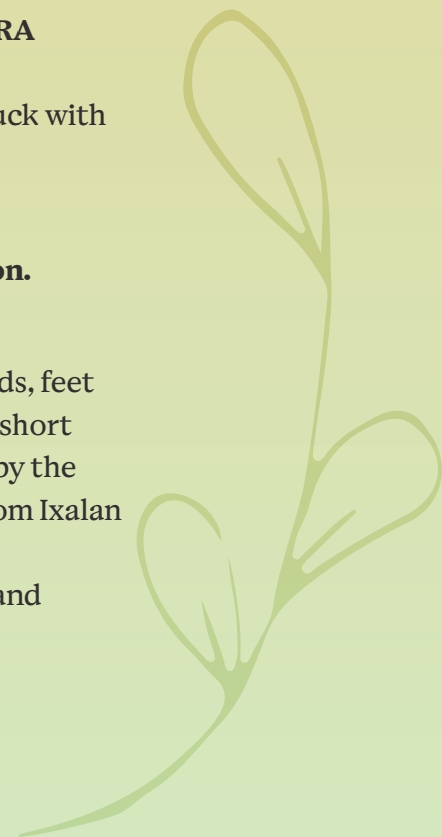 RA
uck with
on.
ds, feet
short
by the
om Ixalan
and